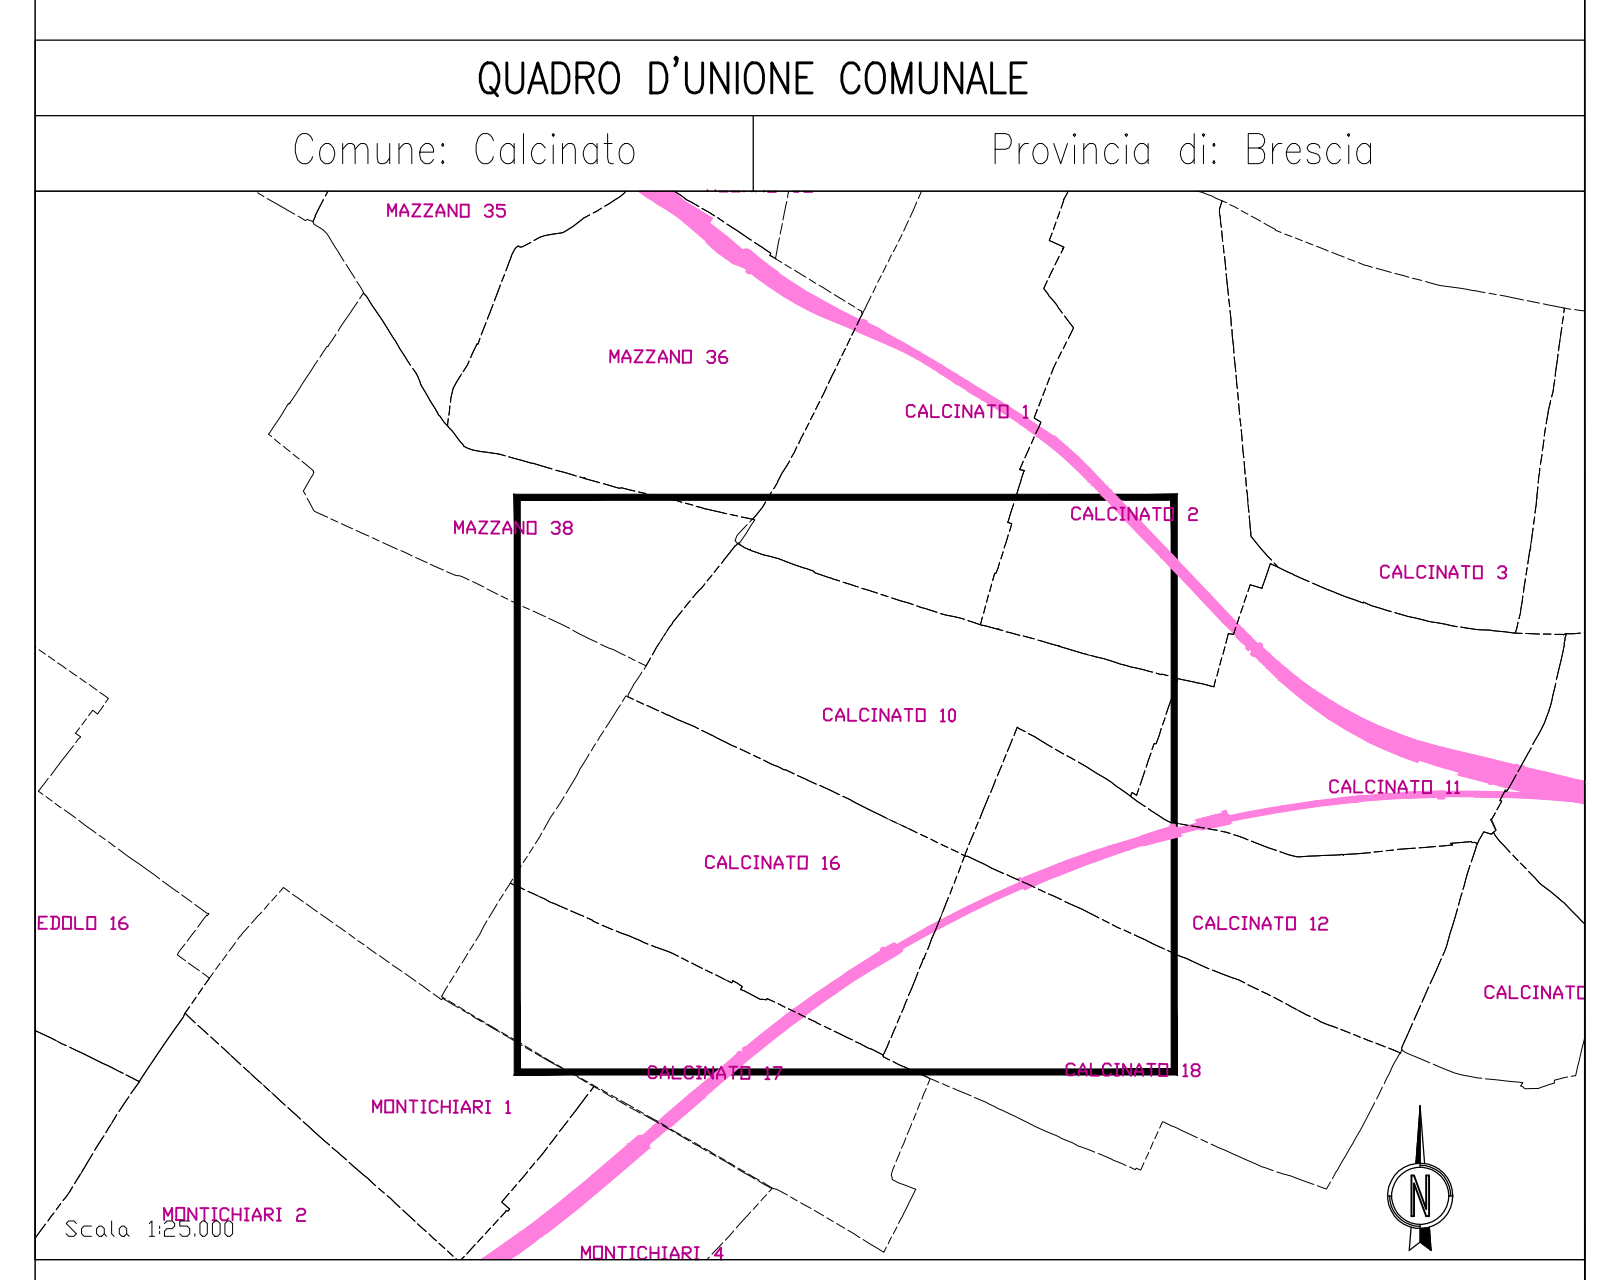 QUADRO D'UNIONE COMUNALE
Comune: Calcinato
Provincia di: Brescia
MAZZANO 35
MAZZANO 36
CALCINATO 1
MAZZANO 38
CALCINATO 2
CALCINATO 3
CALCINATO 10
CALCINATO 11
CALCINATO 16
EDOLO 16
CALCINATO 12
CALCINATO
CALCINATO 17
CALCINATO 18
MONTICHIARI 1
MONTICHIARI 2
Scala 1:25.000
MONTICHIARI 4
N